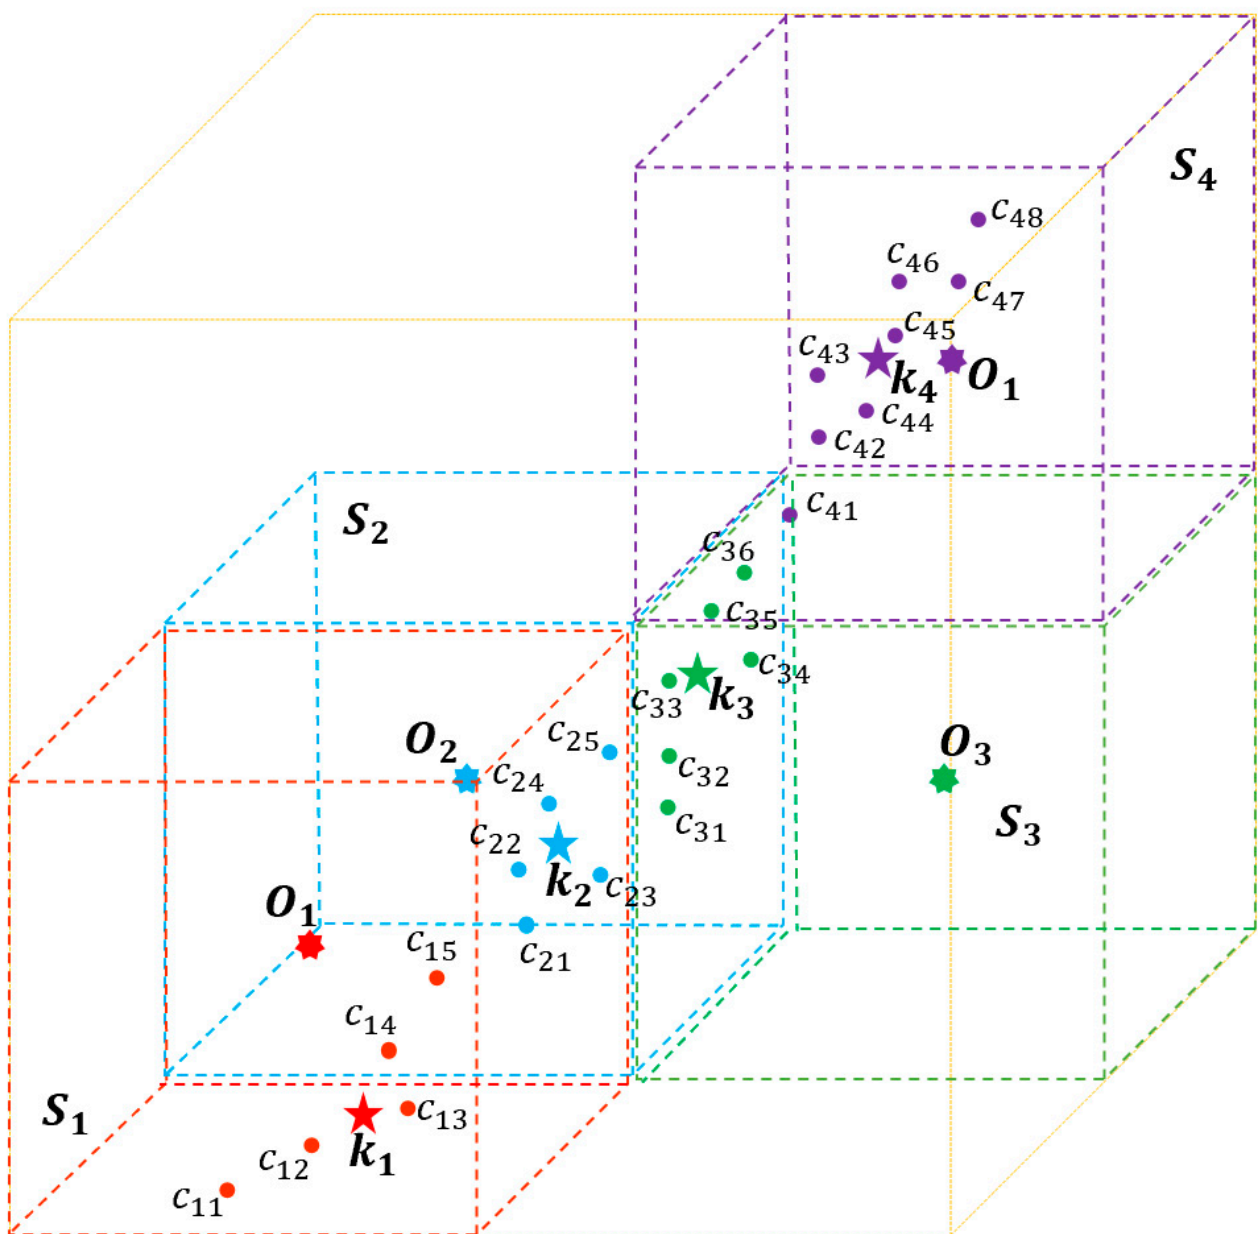 S₄
c₄₈
c₄₆
c₄₇
c₄₅
c₄₃
k₄ O₁
c₄₄
c₄₂
c₄₁
S₂
c₃₆
c₃₅
c₃₄
c₃₃ k₃
O₂ c₂₅ O₃
c₂₄ c₃₂
c₃₁ S₃
c₂₂
k₂ c₂₃
O₁
c₁₅ c₂₁
c₁₄
S₁ c₁₃
c₁₂ k₁
c₁₁